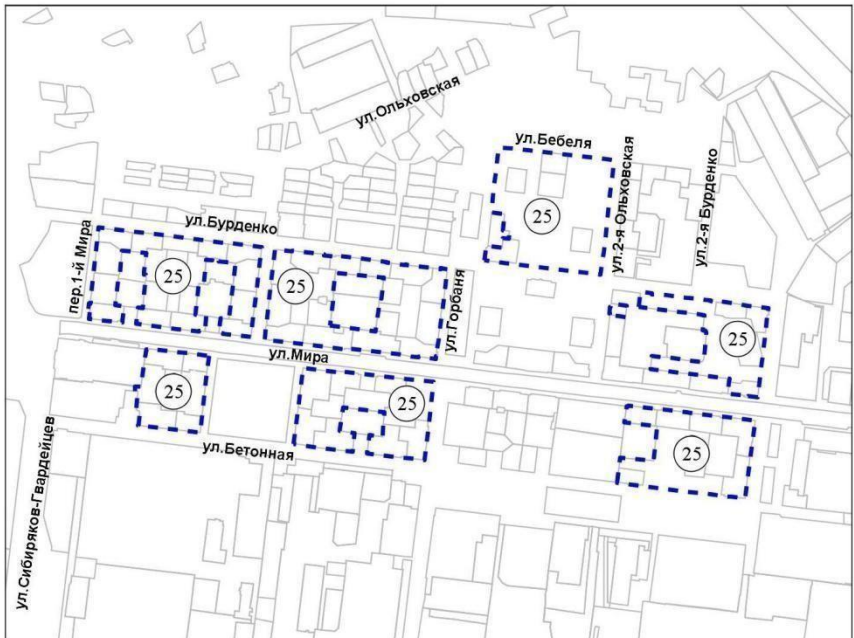 ул.Ольховская
ул.Бебеля
ул.2-я Ольховская
ул.2-я Бурденко
25
ул.Бурденко
пер.1-й Мира
25
25
ул.Горбаня
25
ул.Мира
25
25
ул.Бетонная
25
ул.Сибиряков-Гвардейцев